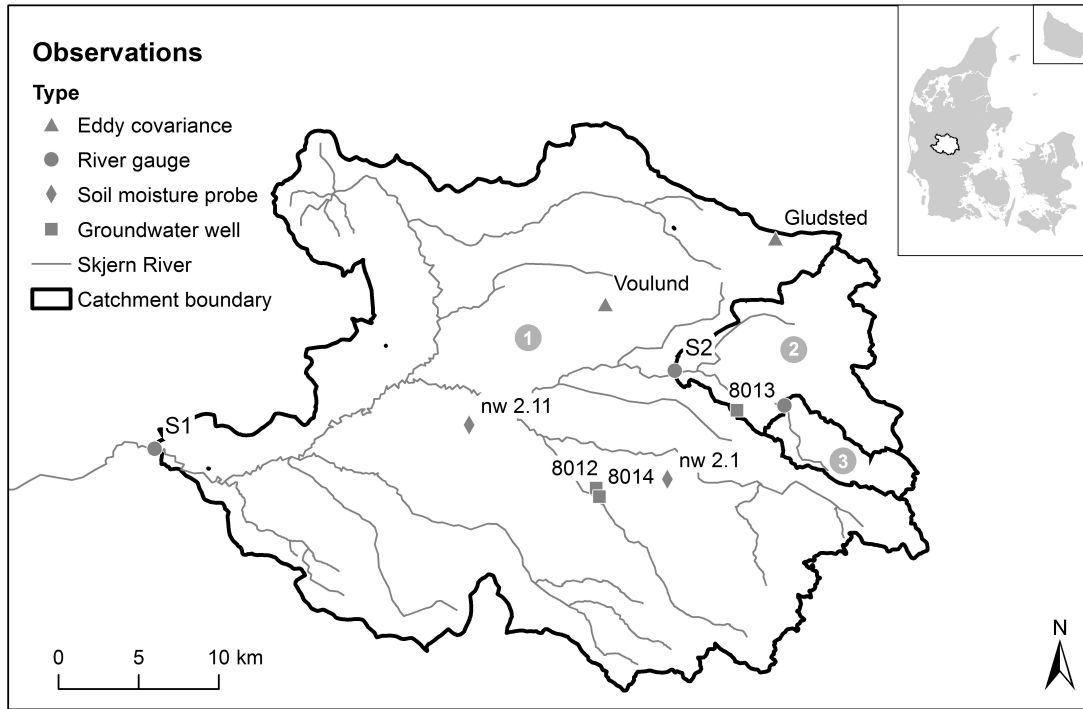 Observations
Type
Eddy covariance
River gauge
Soil moisture probe
Groundwater well
Skjern River
Catchment boundary
Gludsted
Voulund
1
2
S2
8013
nw 2.11
S1
nw 2.1
3
8012
8014
0 5 10 km
N